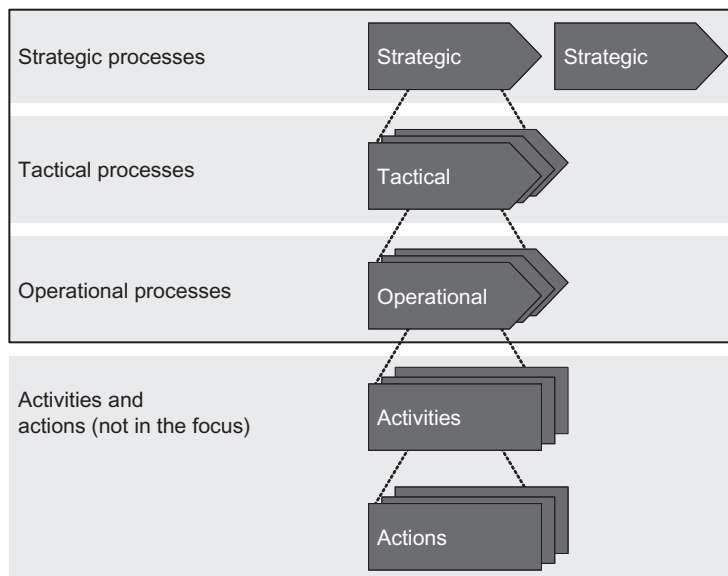 Strategic processes
Strategic
Strategic
Tactical processes
Tactical
Operational processes
Operational
Activities and
actions (not in the focus)
Activities
Actions